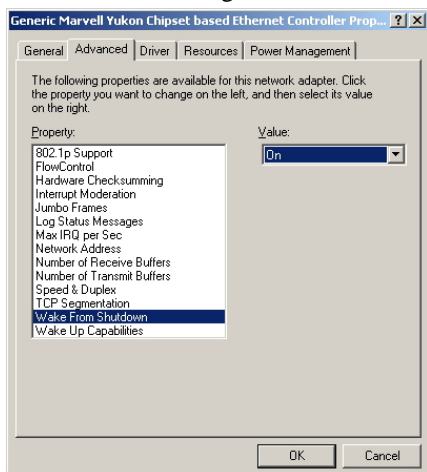 Generic Marvell Yukon Chipset based Ethernet Controller Prop...
General Advanced Driver Resources Power Management
The following properties are available for this network adapter. Click
the property you want to change on the left, and then select its value
on the right.
Property:
Value:
802.1p Support
On
FlowControl
Hardware Checksumming
Interrupt Moderation
Jumbo Frames
Log Status Messages
Max IRQ per Sec
Network Address
Number of Receive Buffers
Number of Transmit Buffers
Speed & Duplex
TCP Segmentation
Wake From Shutdown
Wake Up Capabilities
OK Cancel